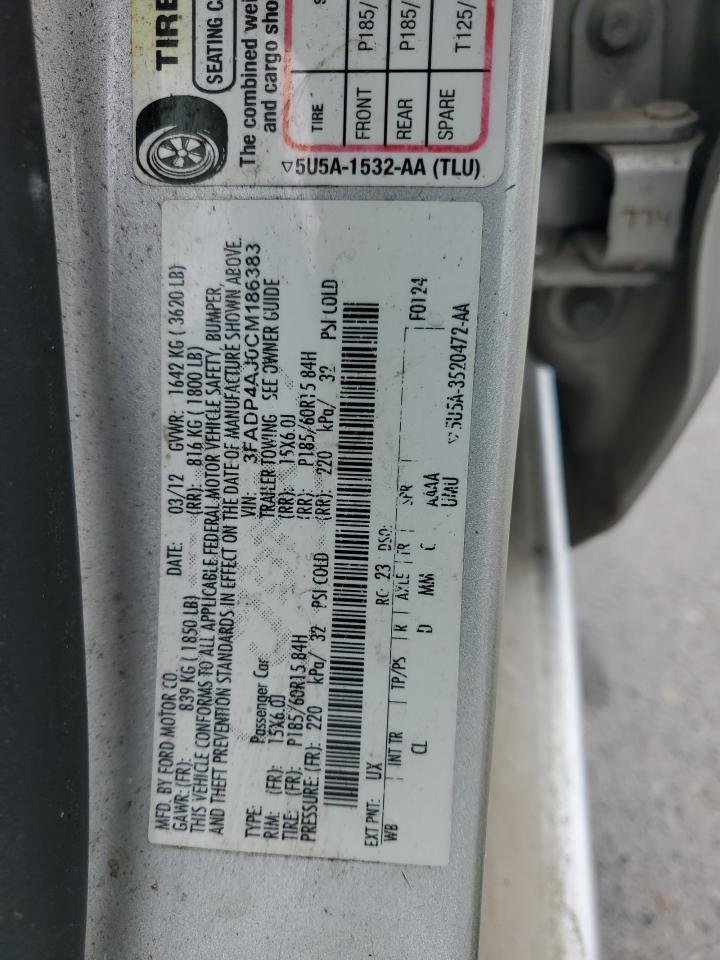 TIRE
SEATING CA
The combined wei
and cargo sho
TIRE S
FRONT P185/
REAR P185/
SPARE T125/
▽5U5A-1532-AA (TLU)
MFD. BY FORD MOTOR CO. DATE: 03/12 GVWR: 1642 KG ( 3620 LB)
GAWR: (FR): 839 KG ( 1850 LB) (RR): 816 KG ( 1800 LB)
THIS VEHICLE CONFORMS TO ALL APPLICABLE FEDERAL MOTOR VEHICLE SAFETY, BUMPER,
AND THEFT PREVENTION STANDARDS IN EFFECT ON THE DATE OF MANUFACTURE SHOWN ABOVE.
VIN: 3FADP4AJ0CM186383
TYPE: Passenger Car TRAILER TOWING SEE OWNER GUIDE
RIM: (FR): 15X6.0J (RR): 15X6.0J
TIRE: (FR): P185/60R15 84H (RR): P185/60R15 84H
PRESSURE: (FR): 220 kPa/ 32 PSI COLD (RR): 220 kPa/ 32 PSI COLD
EXT PNT: UX RC: 23 DSO: F0124
WB INT TR TP/PS R AXLE TR SPR
CL D MM C AAAA
UMU
▽5U5A-3520472-AA